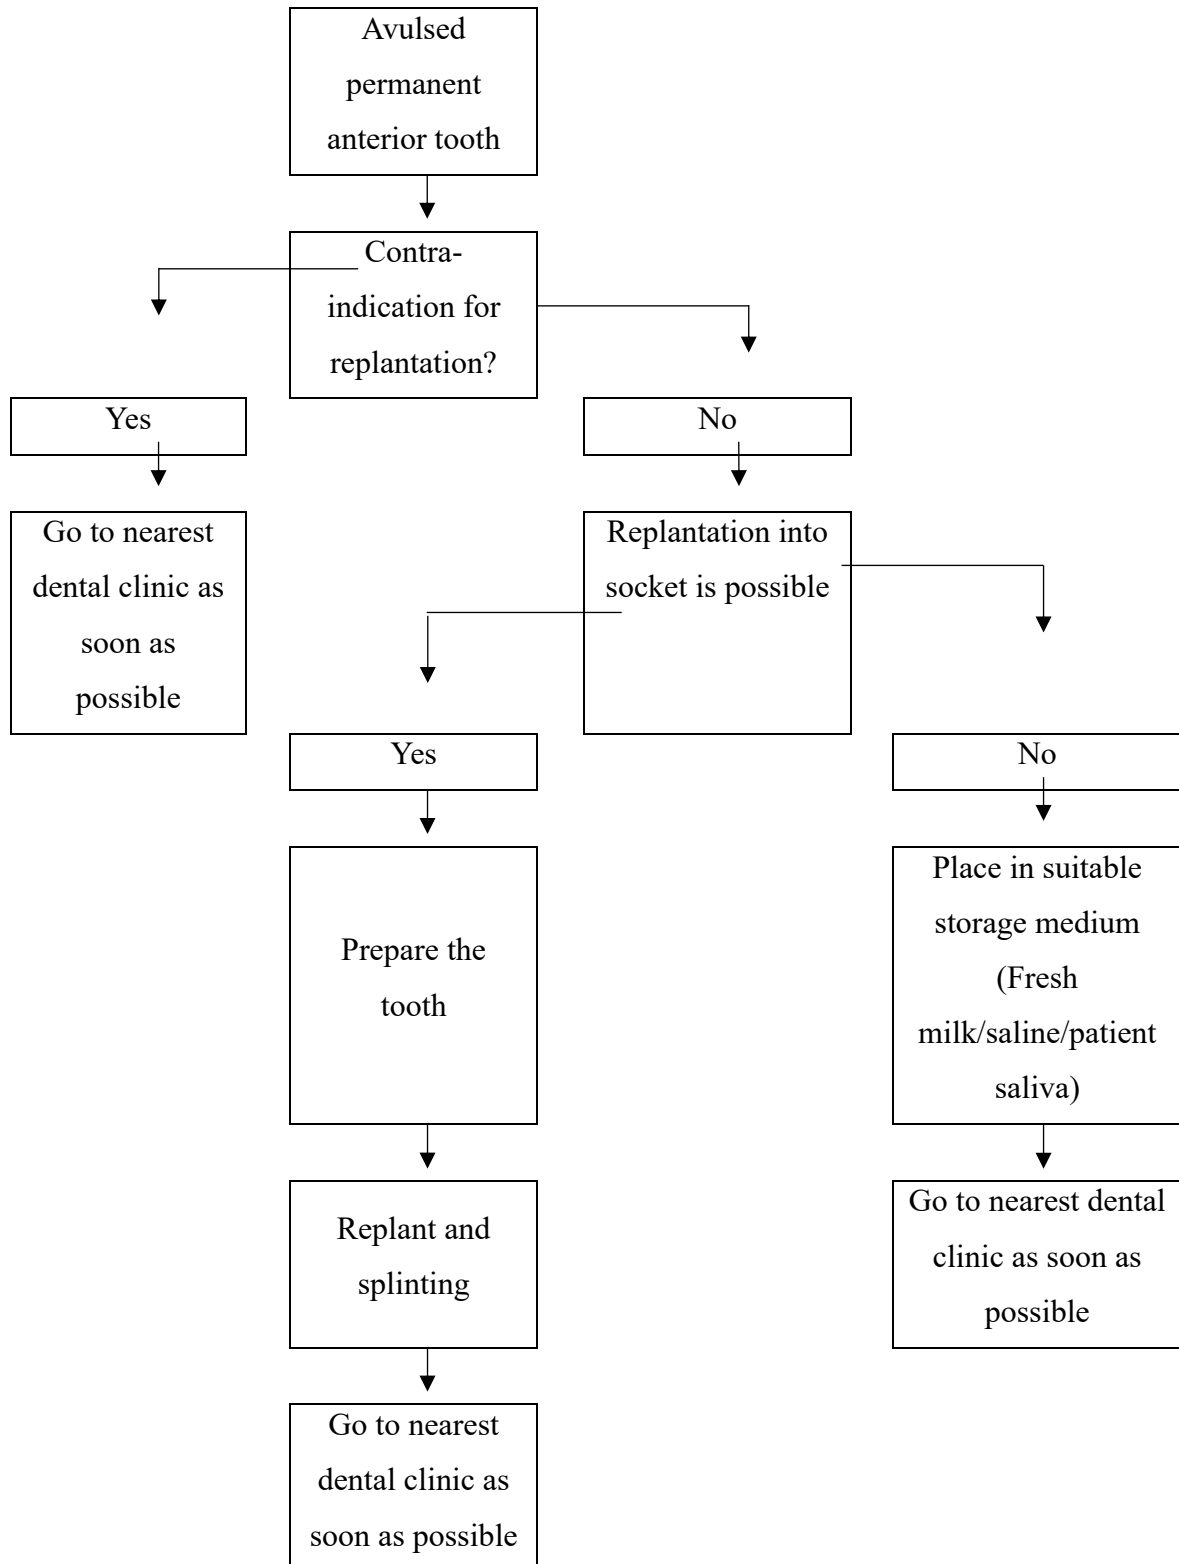 Avulsed
permanent
anterior tooth
Contra-
indication for
replantation?
Yes
No
Go to nearest
dental clinic as
soon as
possible
Replantation into
socket is possible
Yes
No
Prepare the
tooth
Place in suitable
storage medium
(Fresh
milk/saline/patient
saliva)
Replant and
splinting
Go to nearest dental
clinic as soon as
possible
Go to nearest
dental clinic as
soon as possible